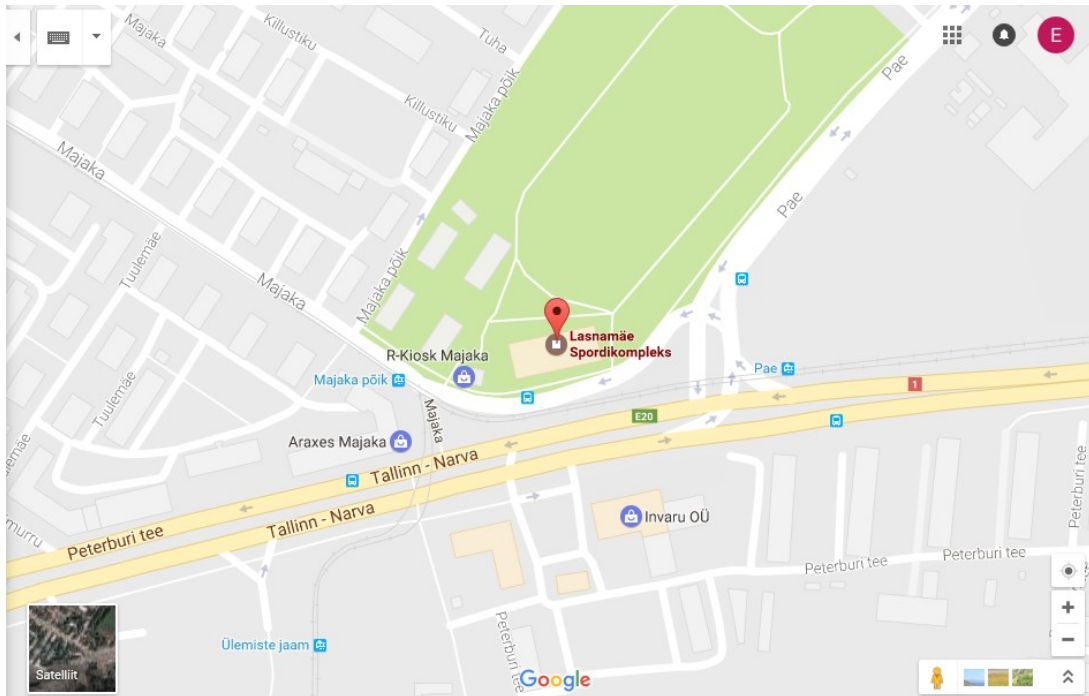 Majaka
Killustiku
Tuha
Majaka põik
Killustiku
Pae
E
Majaka
Tuulemäe
Pae
Majaka
Majaka põik
Lasnamäe
Spordikompleks
R-Kiosk Majaka
Majaka põik
Pae
1
Tuulemäe
Majaka
E20
Araxes Majaka
Tallinn - Narva
Peterburi tee
Tallinn - Narva
Invaru OÜ
Peterburi tee
Peterburi tee
Peterburi tee
Peterburi tee
Ülemiste jaam
Satelliit
Google